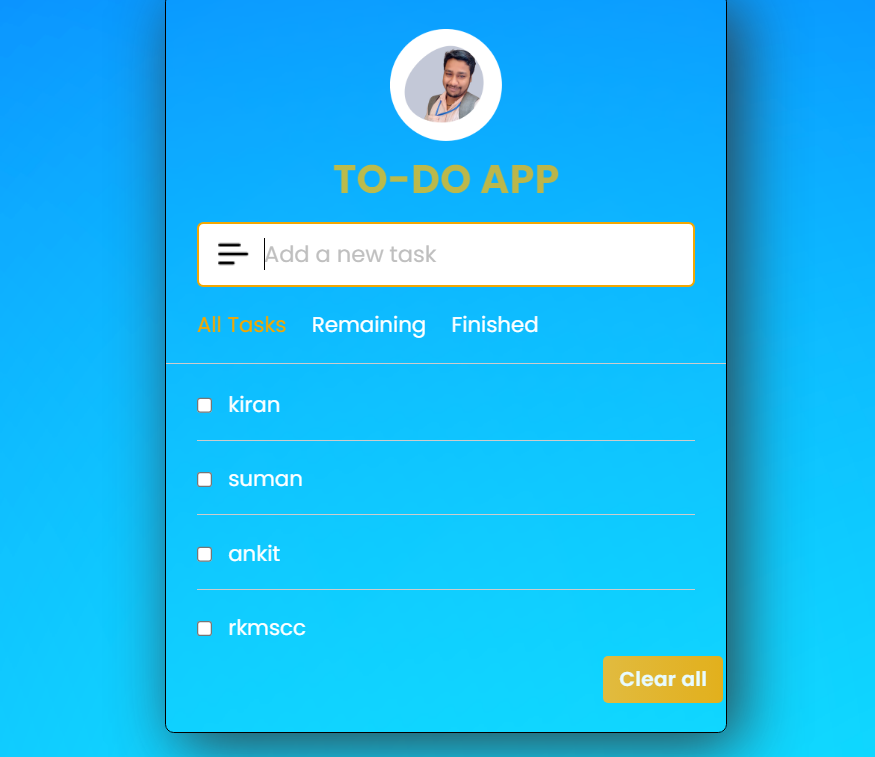 TO-DO APP
Add a new task
All Tasks Remaining Finished
kiran
suman
ankit
rkmscc
Clear all